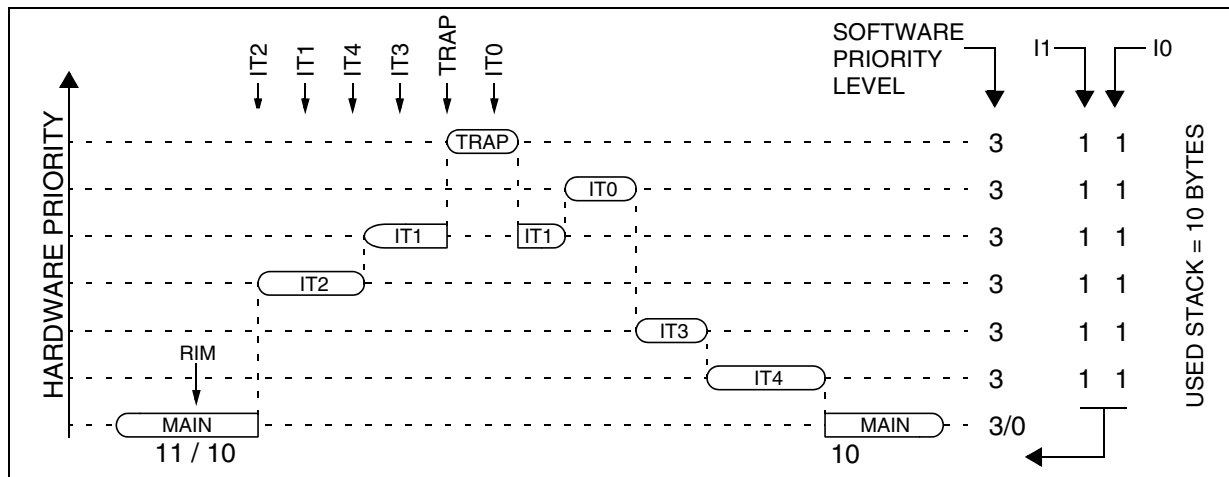 IT2
IT1
IT4
IT3
TRAP
IT0
SOFTWARE
PRIORITY
LEVEL
I1
I0
HARDWARE PRIORITY
TRAP
3
1 1
IT0
3
1 1
IT1
IT1
3
1 1
IT2
3
1 1
IT3
3
1 1
RIM
IT4
3
1 1
MAIN
MAIN
3/0
11 / 10
10
USED STACK = 10 BYTES